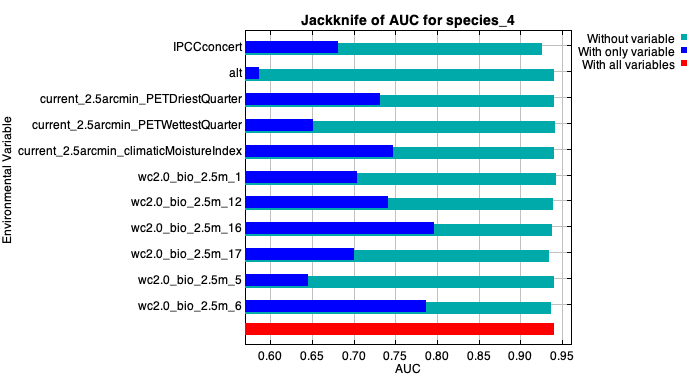 Jackknife of AUC for species_4
Without variable
With only variable
With all variables
Environmental Variable
IPCCconcert
alt
current_2.5arcmin_PETDriestQuarter
current_2.5arcmin_PETWettestQuarter
current_2.5arcmin_climaticMoistureIndex
wc2.0_bio_2.5m_1
wc2.0_bio_2.5m_12
wc2.0_bio_2.5m_16
wc2.0_bio_2.5m_17
wc2.0_bio_2.5m_5
wc2.0_bio_2.5m_6
0.60 0.65 0.70 0.75 0.80 0.85 0.90 0.95
AUC